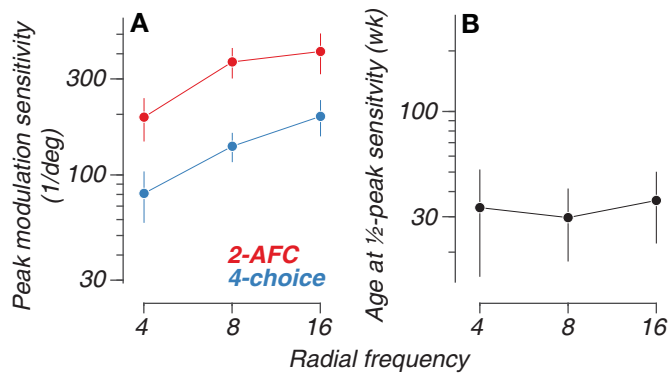 A
B
Peak modulation sensitivity
(1/deg)
300
100
30
2-AFC
4-choice
4
8
16
Age at ½-peak sensitivity (wk)
100
30
4
8
16
Radial frequency